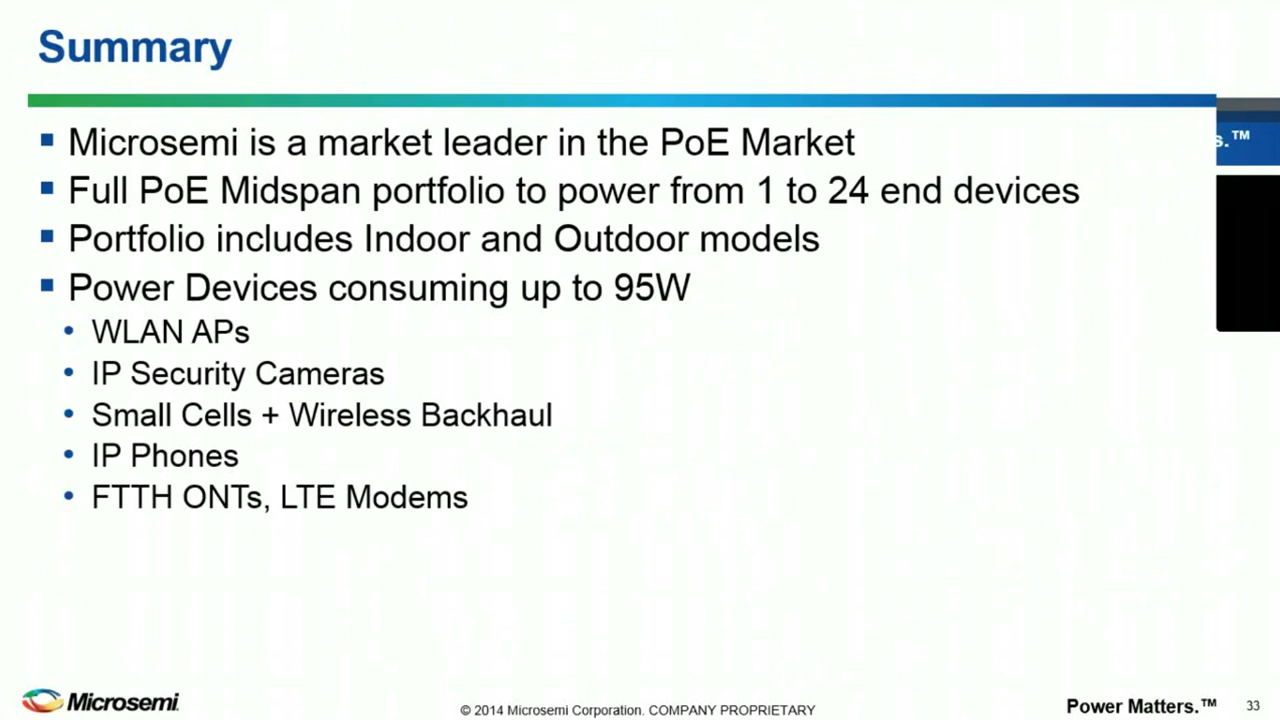 Summary
s.™
▪ Microsemi is a market leader in the PoE Market
▪ Full PoE Midspan portfolio to power from 1 to 24 end devices
▪ Portfolio includes Indoor and Outdoor models
▪ Power Devices consuming up to 95W
• WLAN APs
• IP Security Cameras
• Small Cells + Wireless Backhaul
• IP Phones
• FTTH ONTs, LTE Modems
Microsemi
© 2014 Microsemi Corporation. COMPANY PROPRIETARY
Power Matters.™
33